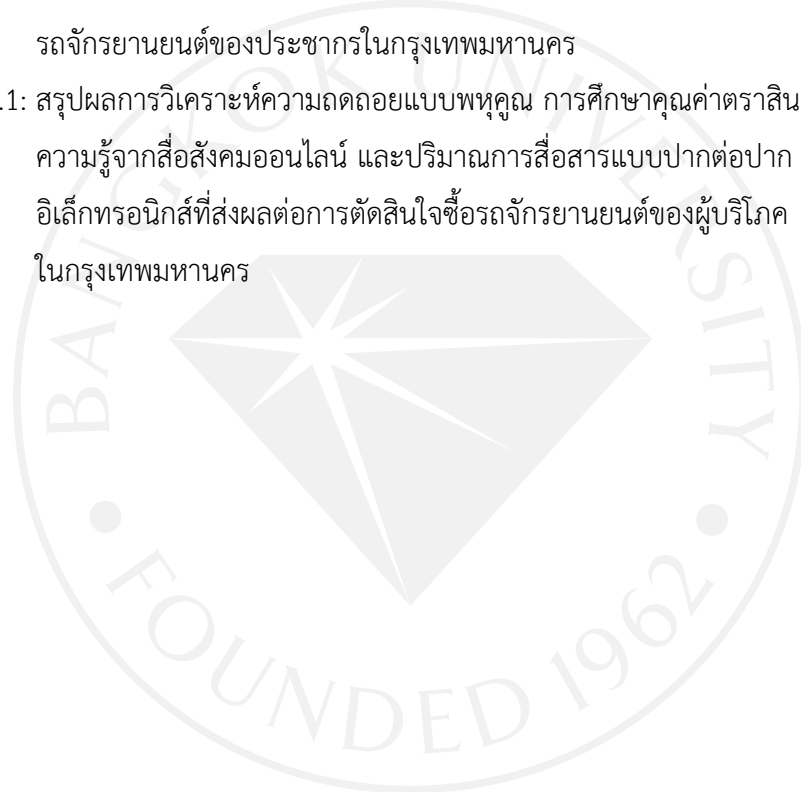 รถจักรยานยนต์ของประชากรในกรุงเทพมหานคร
.1: สรุปผลการวิเคราะห์ความถดถอยแบบพหุคูณ การศึกษาคุณค่าตราสิน
ความรู้จากสื่อสังคมออนไลน์ และปริมาณการสื่อสารแบบปากต่อปาก
อิเล็กทรอนิกส์ที่ส่งผลต่อการตัดสินใจซื้อรถจักรยานยนต์ของผู้บริโภค
ในกรุงเทพมหานคร
BANGKOK UNIVERSITY
FOUNDED 1962